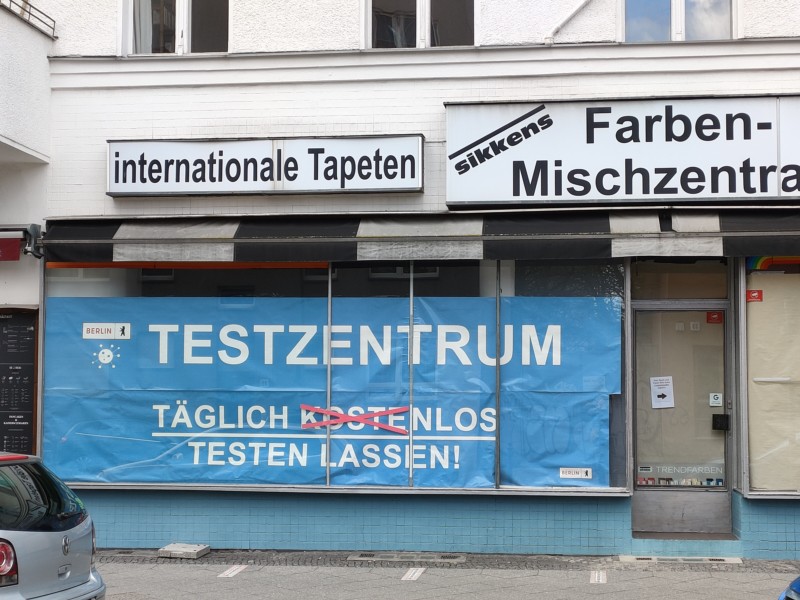 internationale Tapeten
sikkens
Farben-
Mischzentra
BERLIN
TESTZENTRUM
TÄGLICH KOSTENLOS
TESTEN LASSEN!
BERLIN
TRENDFARBEN